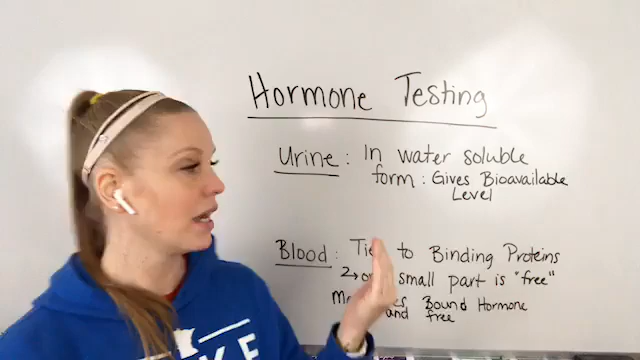 Hormone Testing
Urine : In water soluble
form : Gives Bioavailable
Level
Blood : to Binding Proteins
small part is "free"
Bound Hormone
and free